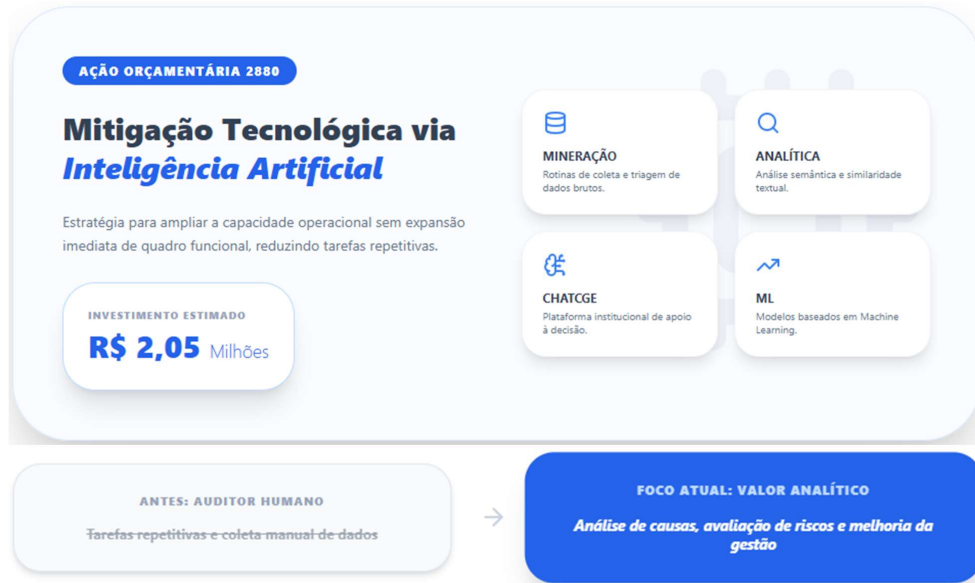 AÇÃO ORÇAMENTÁRIA 2880
Mitigação Tecnológica via
Inteligência Artificial
Estratégia para ampliar a capacidade operacional sem expansão
imediata de quadro funcional, reduzindo tarefas repetitivas.
INVESTIMENTO ESTIMADO
R$ 2,05 Milhões
MINERAÇÃO
Rotinas de coleta e triagem de
dados brutos.
ANALÍTICA
Análise semântica e similaridade
textual.
CHATCGE
Plataforma institucional de apoio
à decisão.
ML
Modelos baseados em Machine
Learning.
ANTES: AUDITOR HUMANO
Tarefas repetitivas e coleta manual de dados
FOCO ATUAL: VALOR ANALÍTICO
Análise de causas, avaliação de riscos e melhoria da
gestão